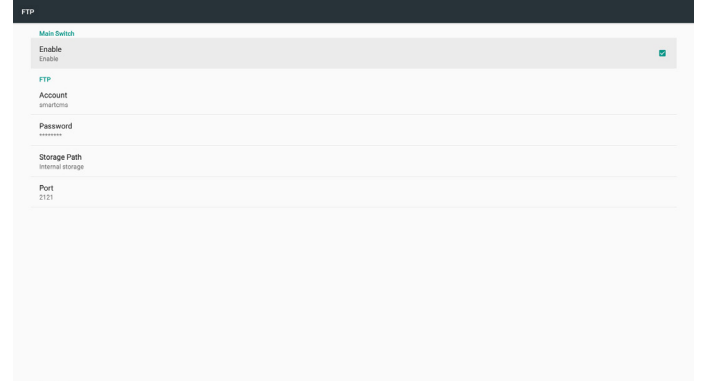 FTP
Main Switch
Enable
Enable
FTP
Account
smartcms
Password
********
Storage Path
Internal storage
Port
2121